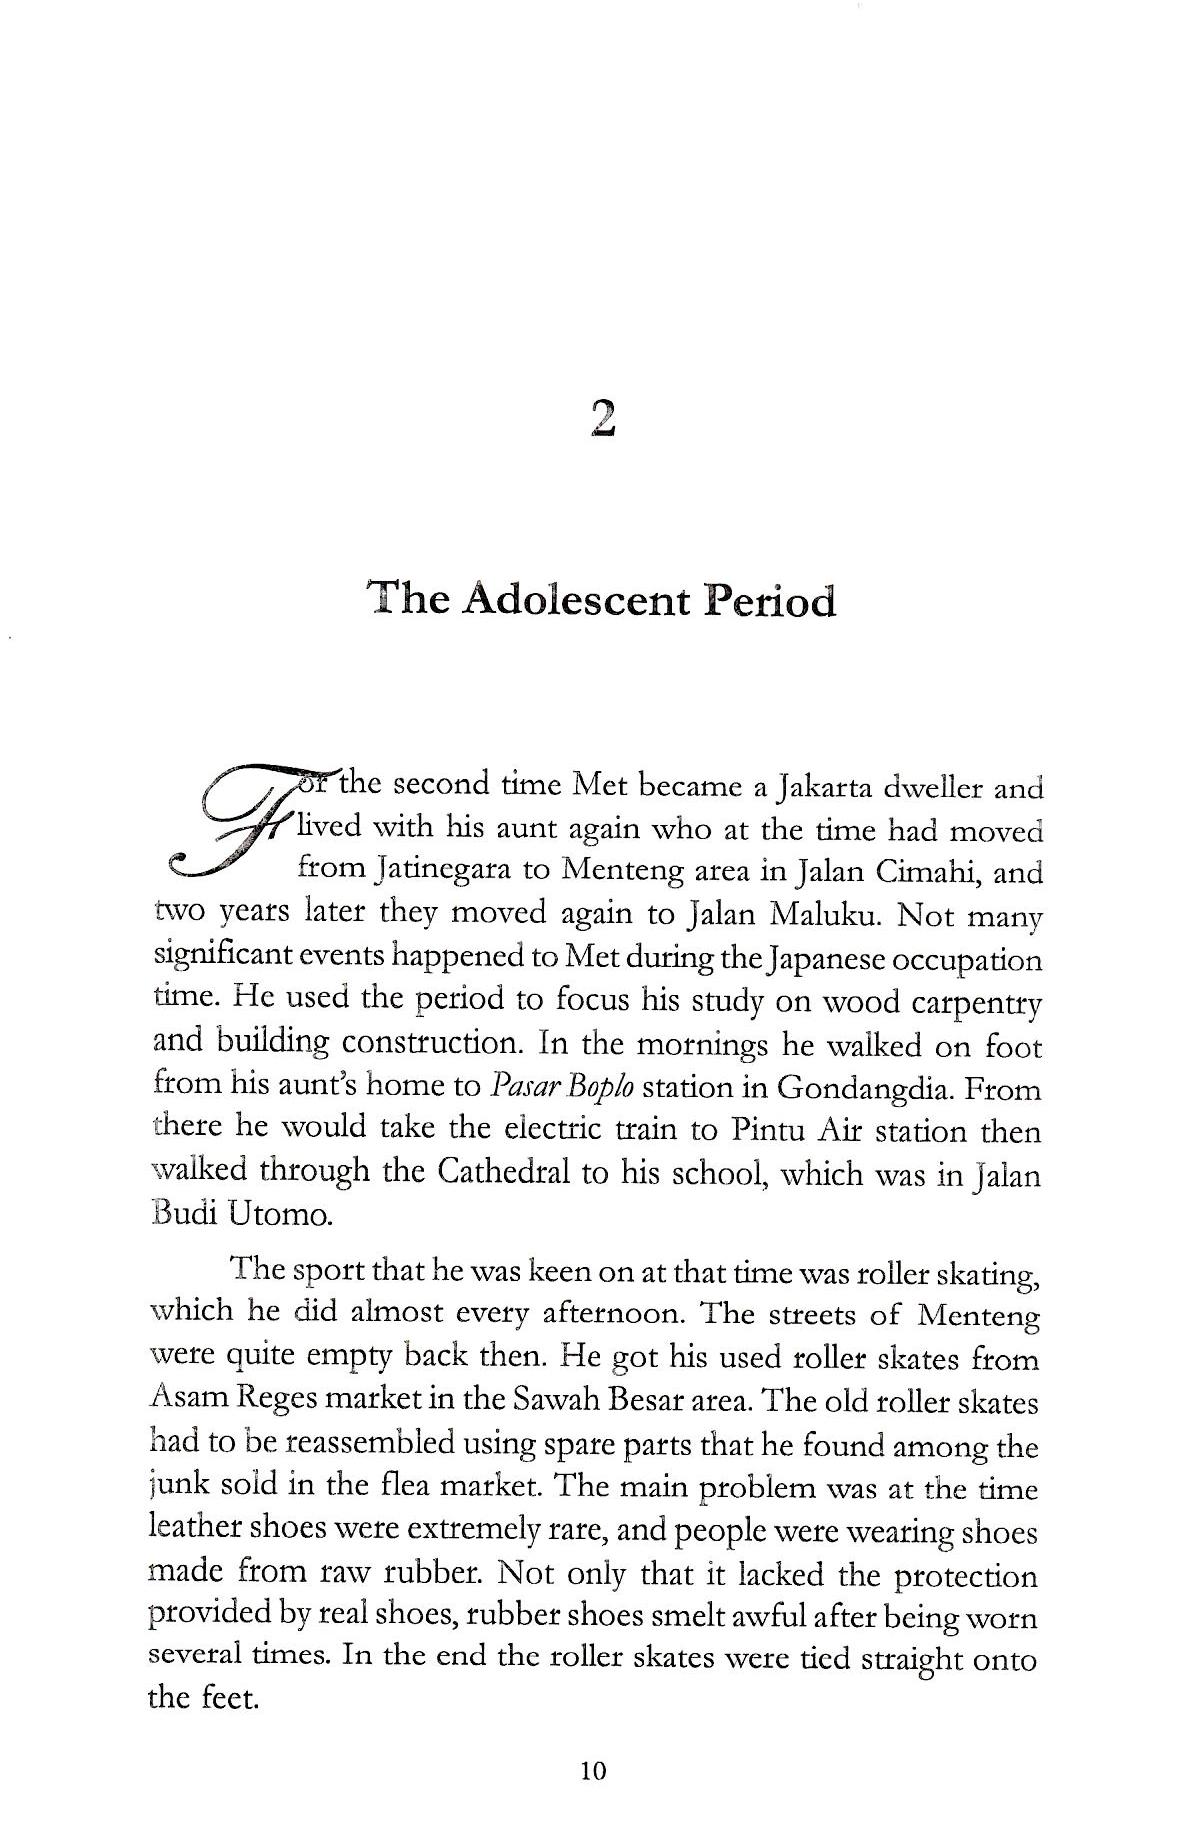 2
The Adolescent Period
For the second time Met became a Jakarta dweller and
lived with his aunt again who at the time had moved
from Jatinegara to Menteng area in Jalan Cimahi, and
two years later they moved again to Jalan Maluku. Not many
significant events happened to Met during the Japanese occupation
time. He used the period to focus his study on wood carpentry
and building construction. In the mornings he walked on foot
from his aunt's home to Pasar Boplo station in Gondangdia. From
there he would take the electric train to Pintu Air station then
walked through the Cathedral to his school, which was in Jalan
Budi Utomo.
The sport that he was keen on at that time was roller skating,
which he did almost every afternoon. The streets of Menteng
were quite empty back then. He got his used roller skates from
Asam Reges market in the Sawah Besar area. The old roller skates
had to be reassembled using spare parts that he found among the
junk sold in the flea market. The main problem was at the time
leather shoes were extremely rare, and people were wearing shoes
made from raw rubber. Not only that it lacked the protection
provided by real shoes, rubber shoes smelt awful after being worn
several times. In the end the roller skates were tied straight onto
the feet.
10